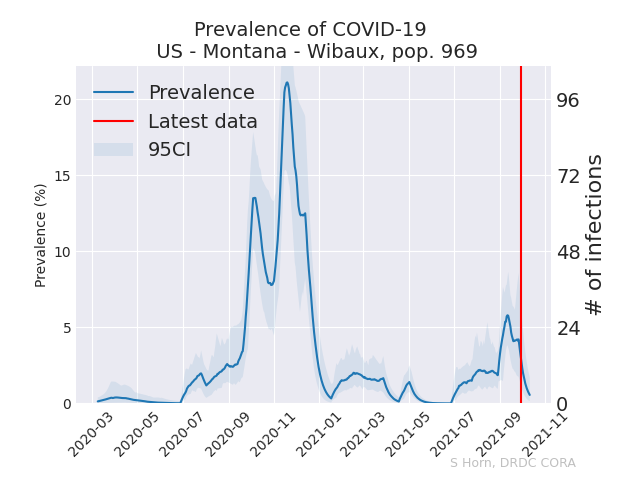 Prevalence of COVID-19
US - Montana - Wibaux, pop. 969
Prevalence
Latest data
95CI
20
15
10
5
0
Prevalence (%)
96
72
48
24
0
# of infections
2020-03
2020-05
2020-07
2020-09
2020-11
2021-01
2021-03
2021-05
2021-07
2021-09
2021-11
S Horn, DRDC CORA